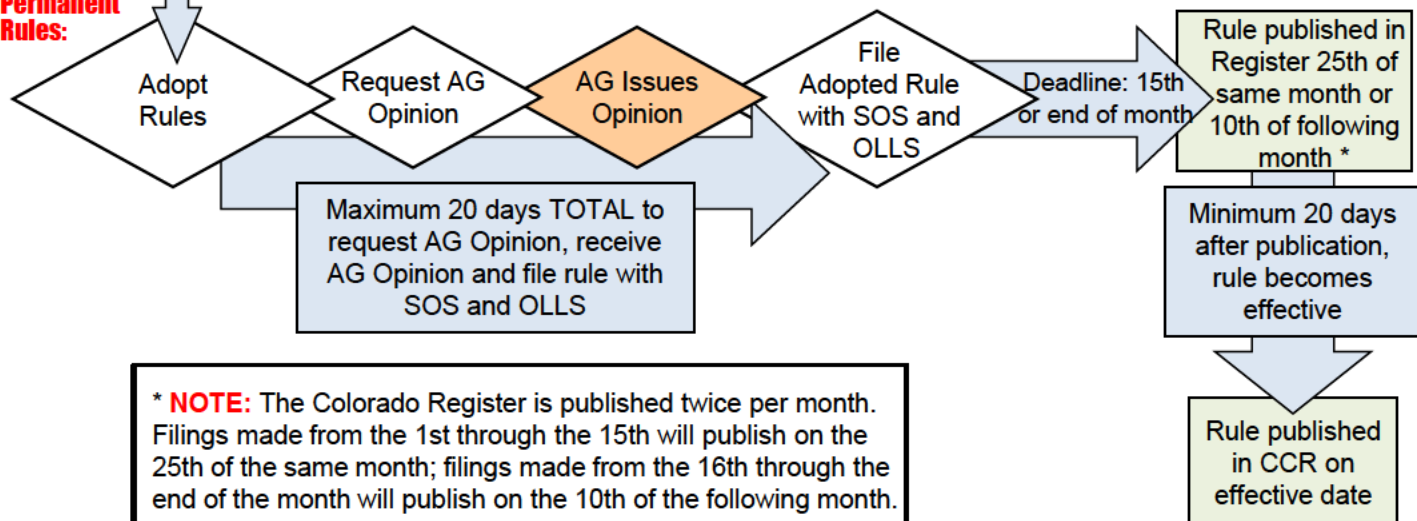 Permanent
Rules:
Adopt
Rules
Request AG
Opinion
AG Issues
Opinion
File
Adopted Rule
with SOS and
OLLS
Deadline: 15th
or end of month
Rule published in
Register 25th of
same month or
10th of following
month *
Maximum 20 days TOTAL to
request AG Opinion, receive
AG Opinion and file rule with
SOS and OLLS
Minimum 20 days
after publication,
rule becomes
effective
Rule published
in CCR on
effective date
* NOTE: The Colorado Register is published twice per month.
Filings made from the 1st through the 15th will publish on the
25th of the same month; filings made from the 16th through the
end of the month will publish on the 10th of the following month.